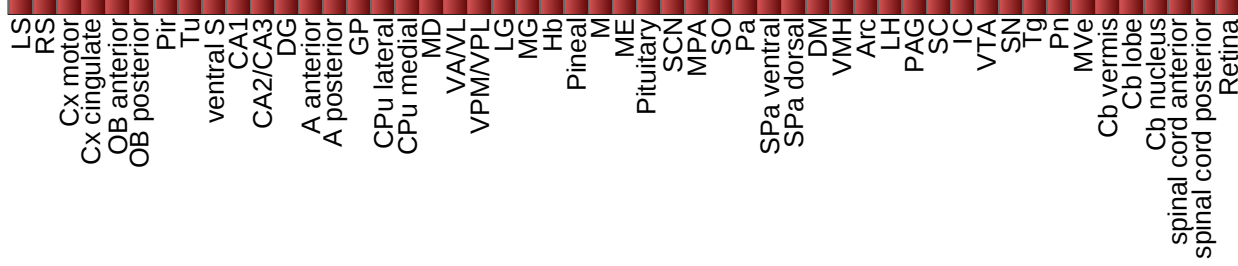 LS
RS
Cx motor
Cx cingulate
OB anterior
OB posterior
Pir
Tu
ventral S
CA1
CA2/CA3
DG
A anterior
A posterior
GP
CPu lateral
CPu medial
MD
VA/VL
VPM/VPL
LG
MG
Hb
Pineal
M
ME
Pituitary
SCN
MPA
SO
Pa
SPa ventral
SPa dorsal
DM
VMH
Arc
LH
PAG
SC
IC
VTA
SN
Tg
Pn
MVe
Cb vermis
Cb lobe
Cb nucleus
spinal cord anterior
spinal cord posterior
Retina